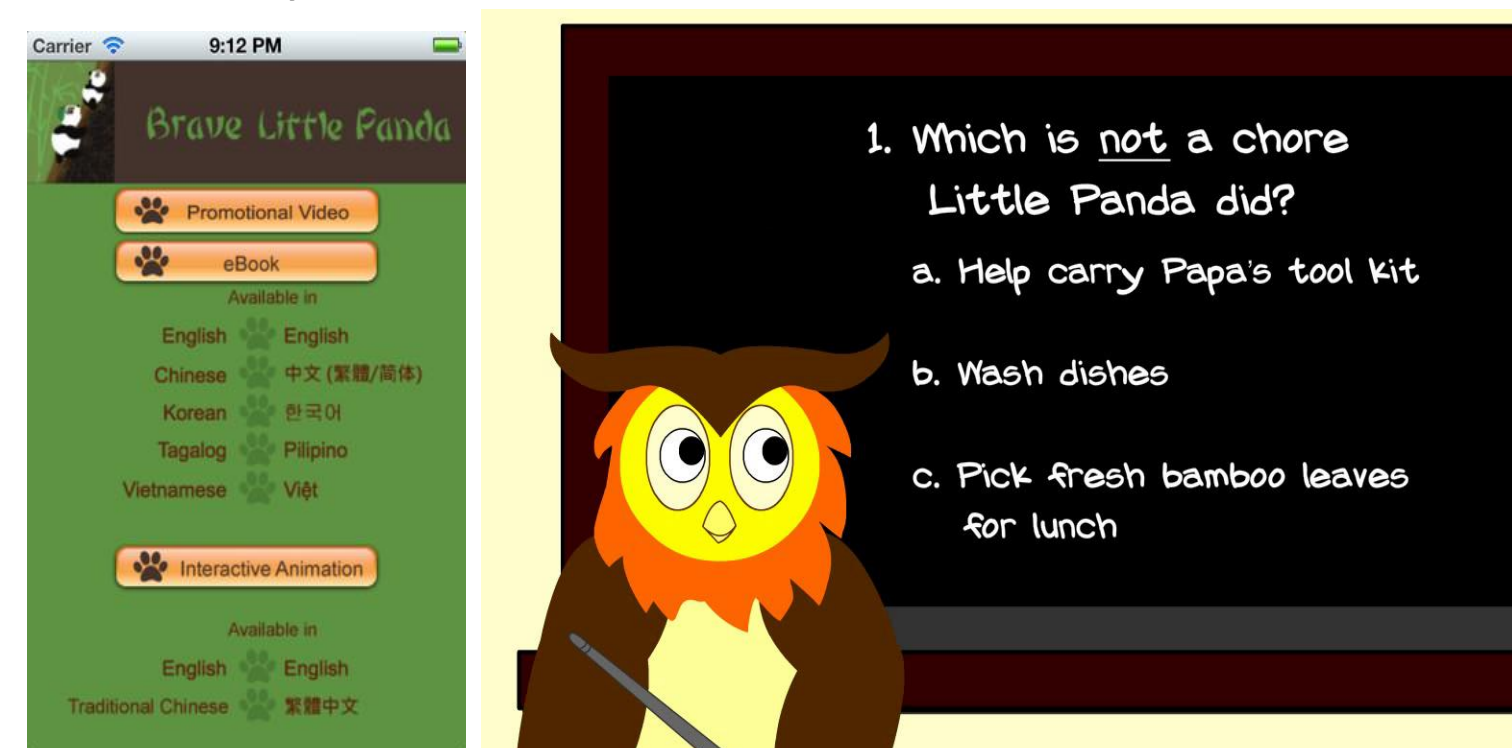 Carrier 9:12 PM
Brave Little Panda
Promotional Video
eBook
Available in
English English
Chinese 中文 (繁體/简体)
Korean 한국어
Tagalog Pilipino
Vietnamese Việt
Interactive Animation
Available in
English English
Traditional Chinese 繁體中文
1. Which is not a chore
Little Panda did?
a. Help carry Papa's tool kit
b. Wash dishes
c. Pick fresh bamboo leaves
for lunch